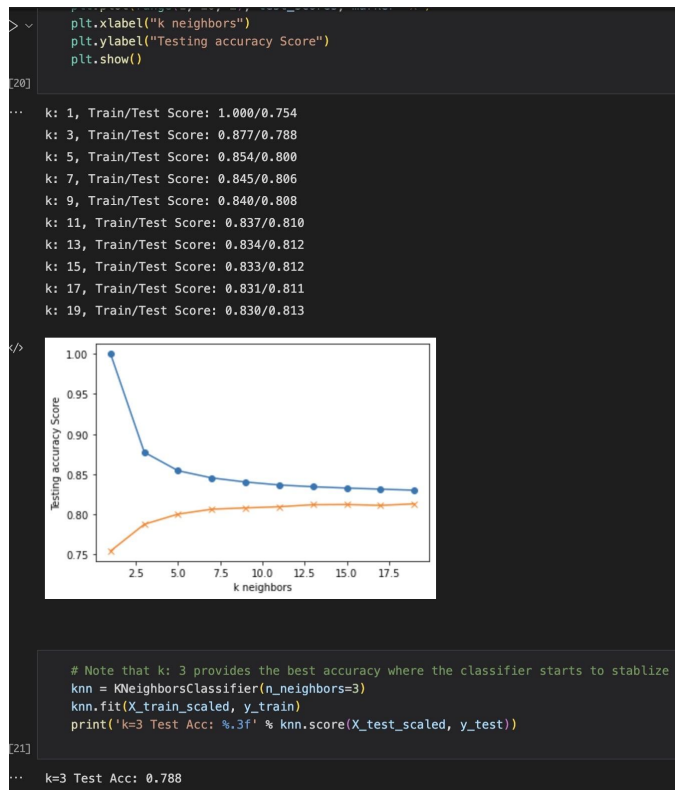 plt.xlabel("k neighbors")
plt.ylabel("Testing accuracy Score")
plt.show()
[20]
... k: 1, Train/Test Score: 1.000/0.754
k: 3, Train/Test Score: 0.877/0.788
k: 5, Train/Test Score: 0.854/0.800
k: 7, Train/Test Score: 0.845/0.806
k: 9, Train/Test Score: 0.840/0.808
k: 11, Train/Test Score: 0.837/0.810
k: 13, Train/Test Score: 0.834/0.812
k: 15, Train/Test Score: 0.833/0.812
k: 17, Train/Test Score: 0.831/0.811
k: 19, Train/Test Score: 0.830/0.813
</>
1.00
0.95
0.90
0.85
0.80
0.75
Testing accuracy Score
2.5 5.0 7.5 10.0 12.5 15.0 17.5
k neighbors
# Note that k: 3 provides the best accuracy where the classifier starts to stablize
knn = KNeighborsClassifier(n_neighbors=3)
knn.fit(X_train_scaled, y_train)
print('k=3 Test Acc: %.3f' % knn.score(X_test_scaled, y_test))
[21]
... k=3 Test Acc: 0.788